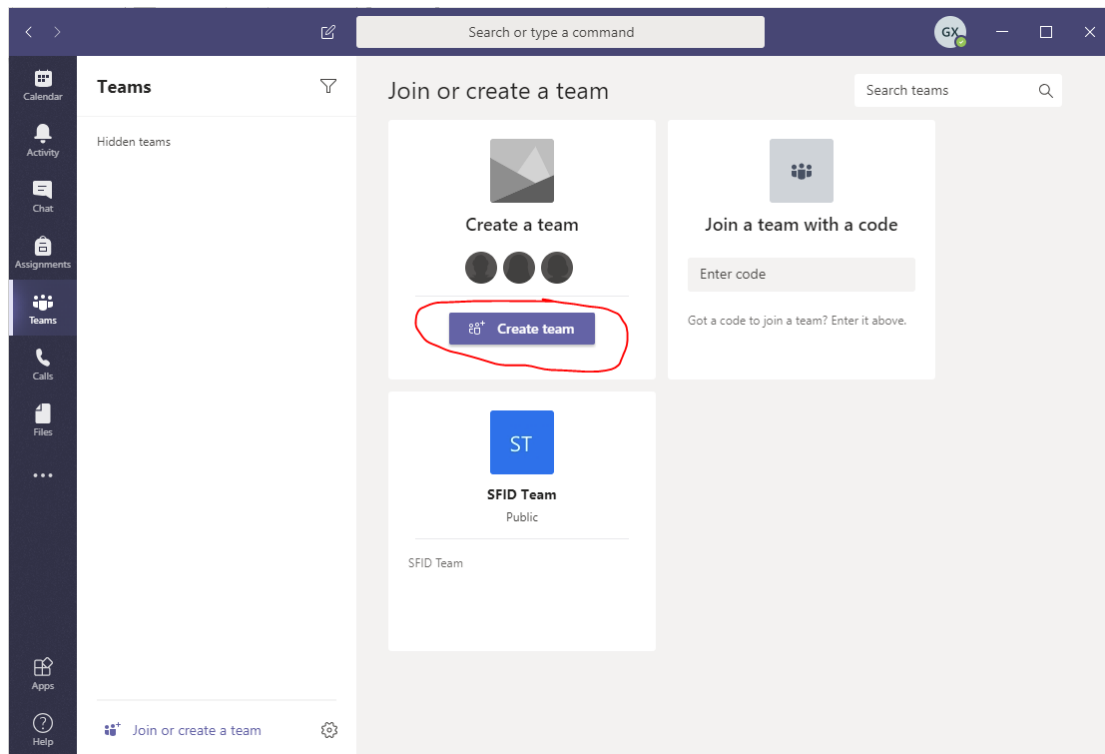 Search or type a command
GX
Calendar
Activity
Chat
Assignments
Teams
Calls
Files
Apps
Help
Teams
Hidden teams
Join or create a team
Join or create a team
Search teams
Create a team
Create team
Join a team with a code
Enter code
Got a code to join a team? Enter it above.
ST
SFID Team
Public
SFID Team